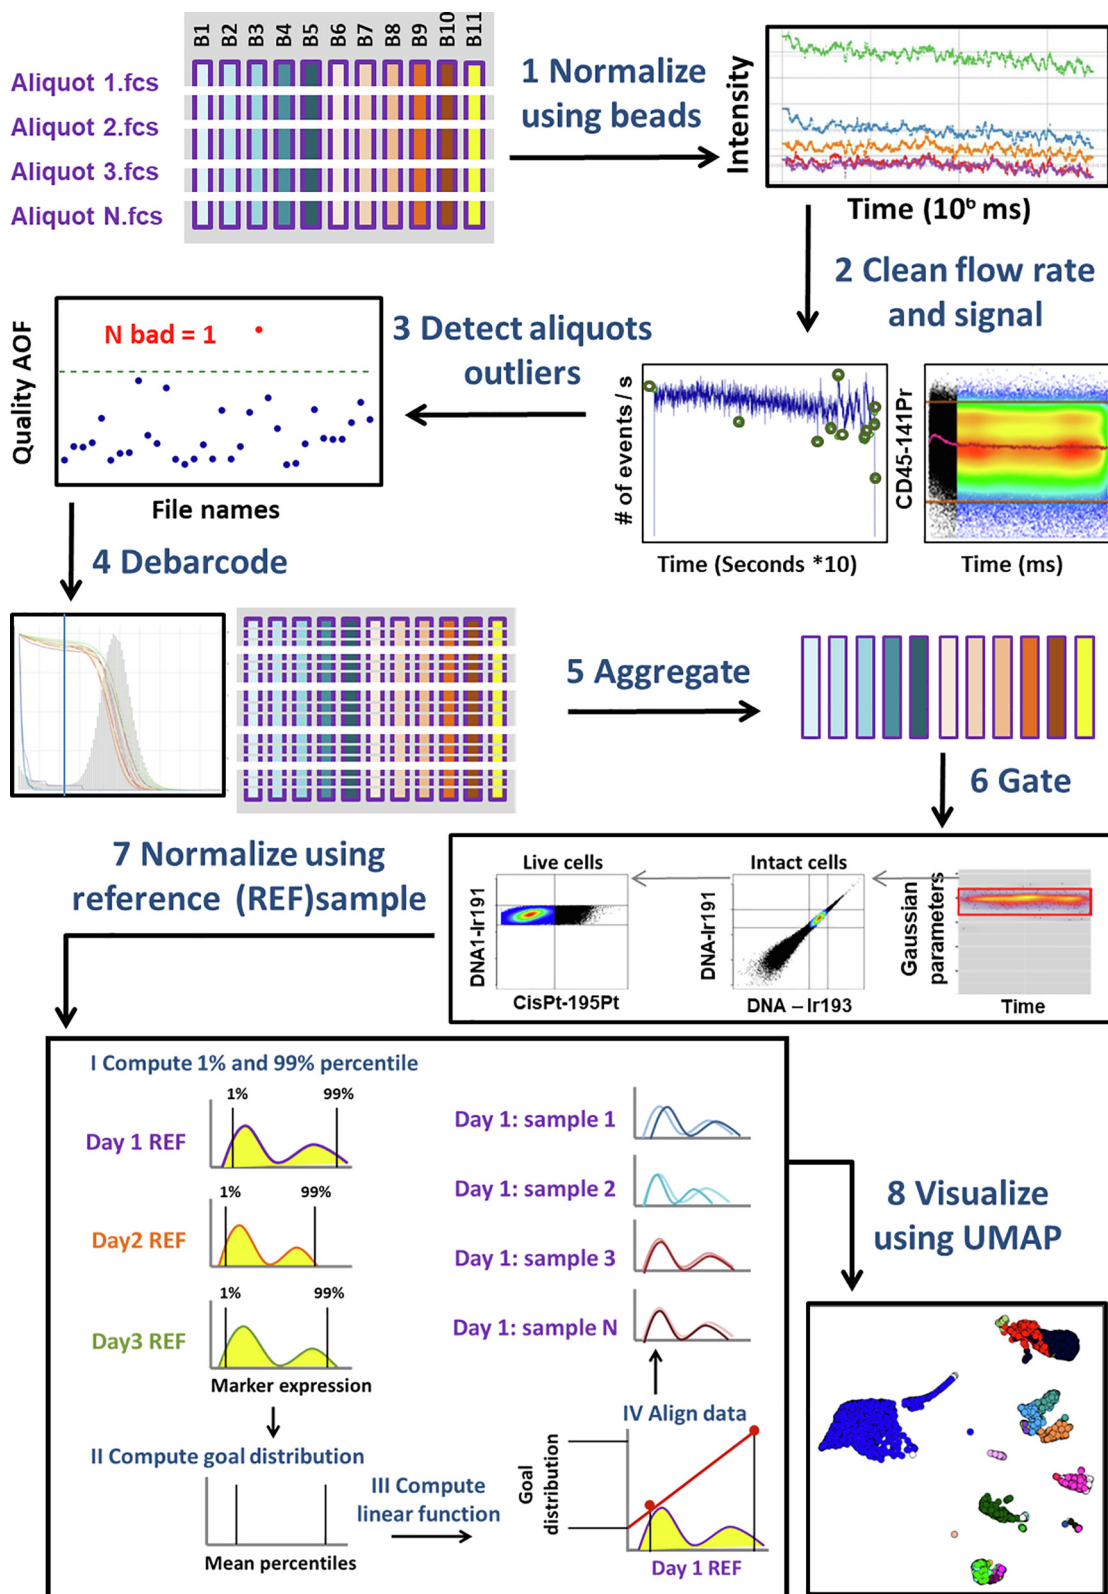 B1 B2 B3 B4 B5 B6 B7 B8 B9 B10 B11
Aliquot 1.fcs
Aliquot 2.fcs
Aliquot 3.fcs
Aliquot N.fcs
1 Normalize
using beads
Intensity
Time (10⁶ ms)
2 Clean flow rate
and signal
3 Detect aliquots
outliers
Quality AOF
N bad = 1
File names
# of events / s
Time (Seconds *10)
CD45-141Pr
Time (ms)
4 Debarcode
5 Aggregate
6 Gate
7 Normalize using
reference (REF)sample
Live cells
DNA1-Ir191
CisPt-195Pt
Intact cells
DNA-Ir191
DNA – Ir193
Gaussian
parameters
Time
I Compute 1% and 99% percentile
1% 99%
Day 1 REF
1% 99%
Day2 REF
1% 99%
Day3 REF
Marker expression
II Compute goal distribution
Mean percentiles
III Compute
linear function
Day 1: sample 1
Day 1: sample 2
Day 1: sample 3
Day 1: sample N
IV Align data
Goal
distribution
Day 1 REF
8 Visualize
using UMAP